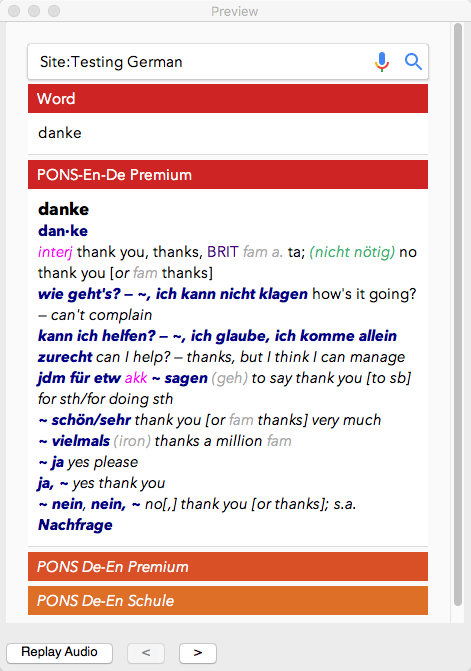 Preview
Site:Testing German
Word
danke
PONS-En-De Premium
danke
dan·ke
interj thank you, thanks, BRIT fam a. ta; (nicht nötig) no
thank you [or fam thanks]
wie geht's? – ~, ich kann nicht klagen how's it going?
– can't complain
kann ich helfen? – ~, ich glaube, ich komme allein
zurecht can I help? – thanks, but I think I can manage
jdm für etw akk ~ sagen (geh) to say thank you [to sb]
for sth/for doing sth
~ schön/sehr thank you [or fam thanks] very much
~ vielmals (iron) thanks a million fam
~ ja yes please
ja, ~ yes thank you
~ nein, nein, ~ no[,] thank you [or thanks]; s.a.
Nachfrage
PONS De-En Premium
PONS De-En Schule
Replay Audio < >